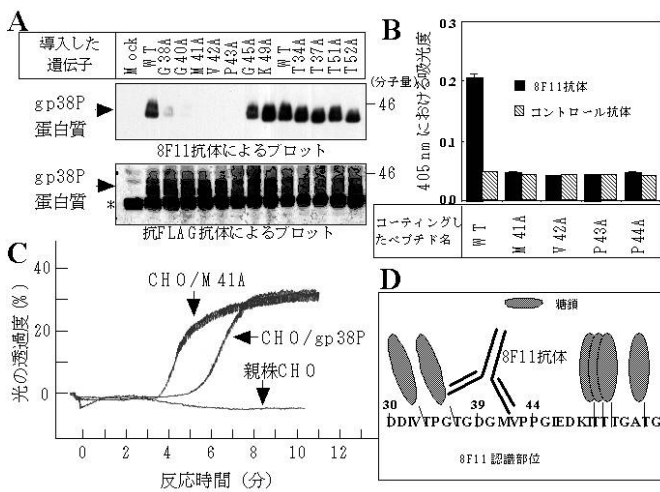 A
導入した
遺伝子
Mock
WT
G38A
G40A
M41A
V42A
P43A
G45A
K49A
WT
T34A
T37A
T51A
T52A
(分子量)
gp38P
蛋白質
46
8F11抗体によるブロット
gp38P
蛋白質
46
*
抗FLAG抗体によるブロット
B
405nmにおける吸光度
0.3
0.2
0.1
0.0
8F11抗体
コントロール抗体
コーティングし
たペプチド名
WT
M41A
V42A
P43A
P44A
C
光の透過度(%)
40
20
0
CHO/M41A
CHO/gp38P
親株CHO
0 2 4 6 8 10 12
反応時間(分)
D
糖鎖
8F11抗体
30 39 44
DDIVTPGTGDGMVPPGIEDKITTTGATG
8F11認識部位